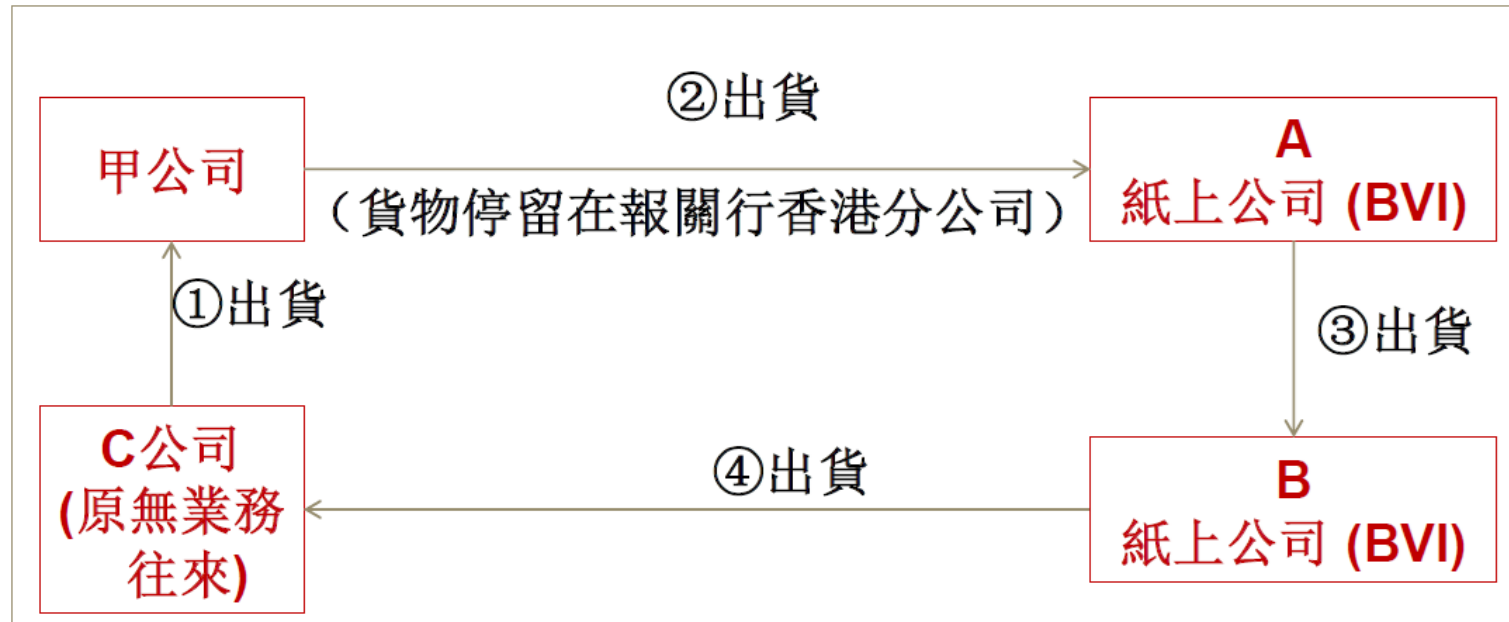 ②出貨
甲公司
A
紙上公司 (BVI)
（貨物停留在報關行香港分公司）
①出貨
③出貨
C公司
(原無業務
往來)
④出貨
B
紙上公司 (BVI)